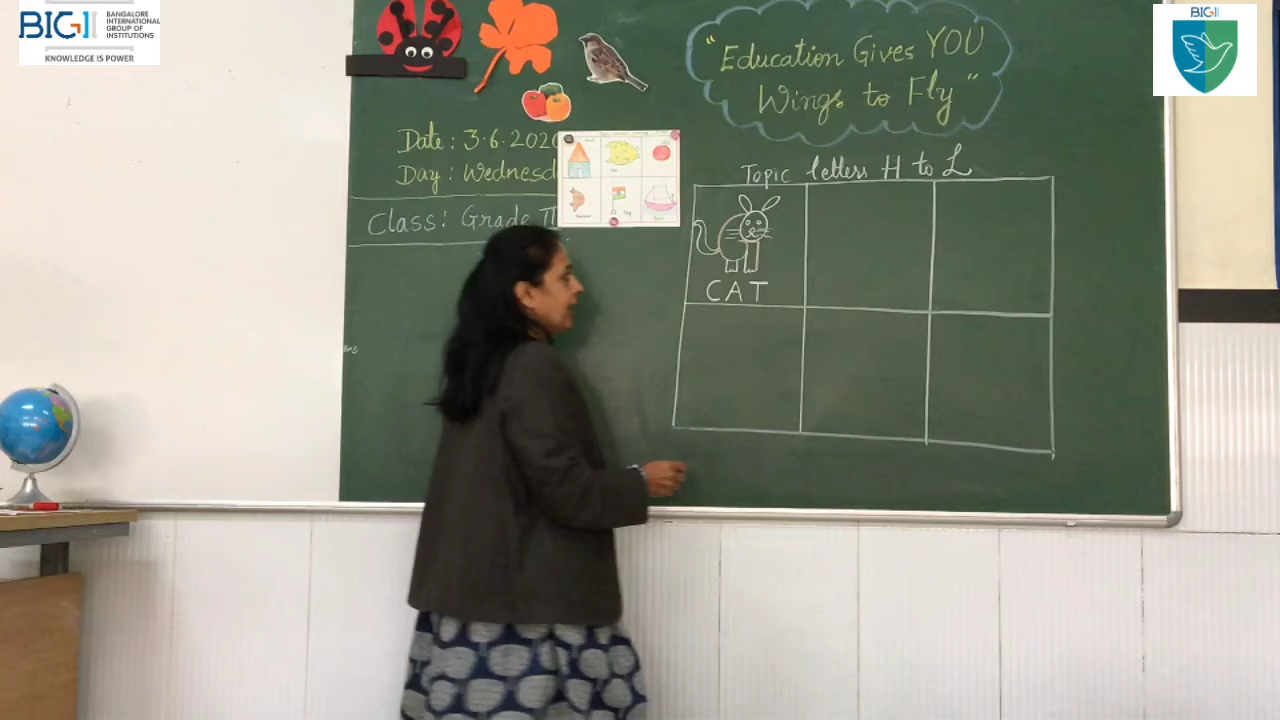 BIGI
BANGALORE
INTERNATIONAL
GROUP OF
INSTITUTIONS
KNOWLEDGE IS POWER
BIGI
"Education Gives YOU
Wings to Fly"
Date: 3.6.202
Day: Wednesd
Class: Grade II
Topic letters H to L
CAT